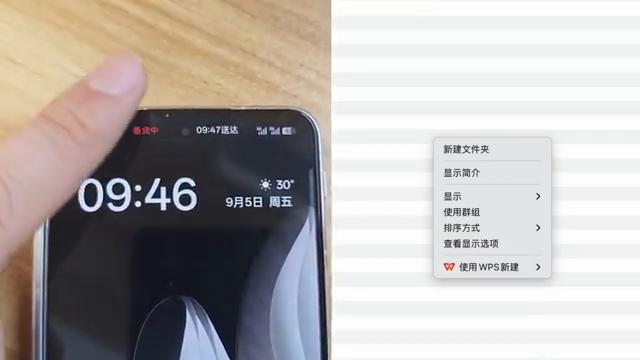 备货中
09:47送达
09:46
30°
9月5日 周五
新建文件夹
显示简介
显示
使用群组
排序方式
查看显示选项
使用 WPS 新建